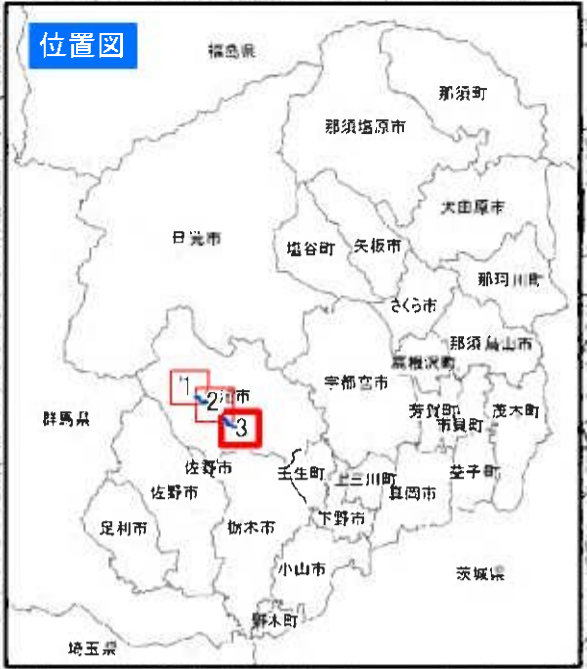 位置図
福島県
那須町
那須塩原市
大田原市
日光市
塩谷町
矢板市
那珂川町
さくら市
那須烏山市
高根沢町
宇都宮市
1
2
市
3
群馬県
芳賀町
茂木町
市貝町
佐野市
壬生町
上三川町
益子町
真岡市
佐野市
下野市
足利市
栃木市
小山市
茨城県
野木町
埼玉県